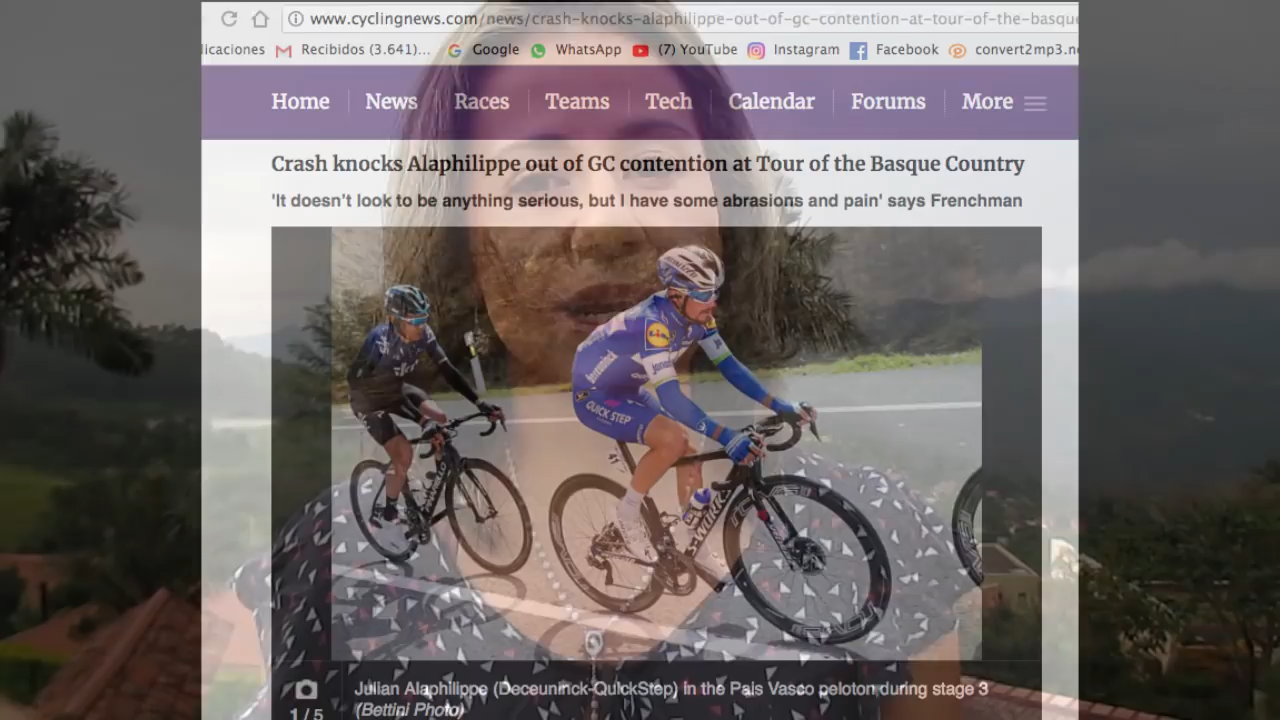 www.cyclingnews.com/news/crash-knocks-alaphilippe-out-of-gc-contention-at-tour-of-the-basque
licaciones Recibidos (3.641)... Google WhatsApp (7) YouTube Instagram Facebook convert2mp3.ne
Home News Races Teams Tech Calendar Forums More
Crash knocks Alaphilippe out of GC contention at Tour of the Basque Country
'It doesn’t look to be anything serious, but I have some abrasions and pain' says Frenchman
QUICK STEP
Julian Alaphilippe (Deceuninck-QuickStep) in the Pais Vasco peloton during stage 3
1 / 5 (Bettini Photo)